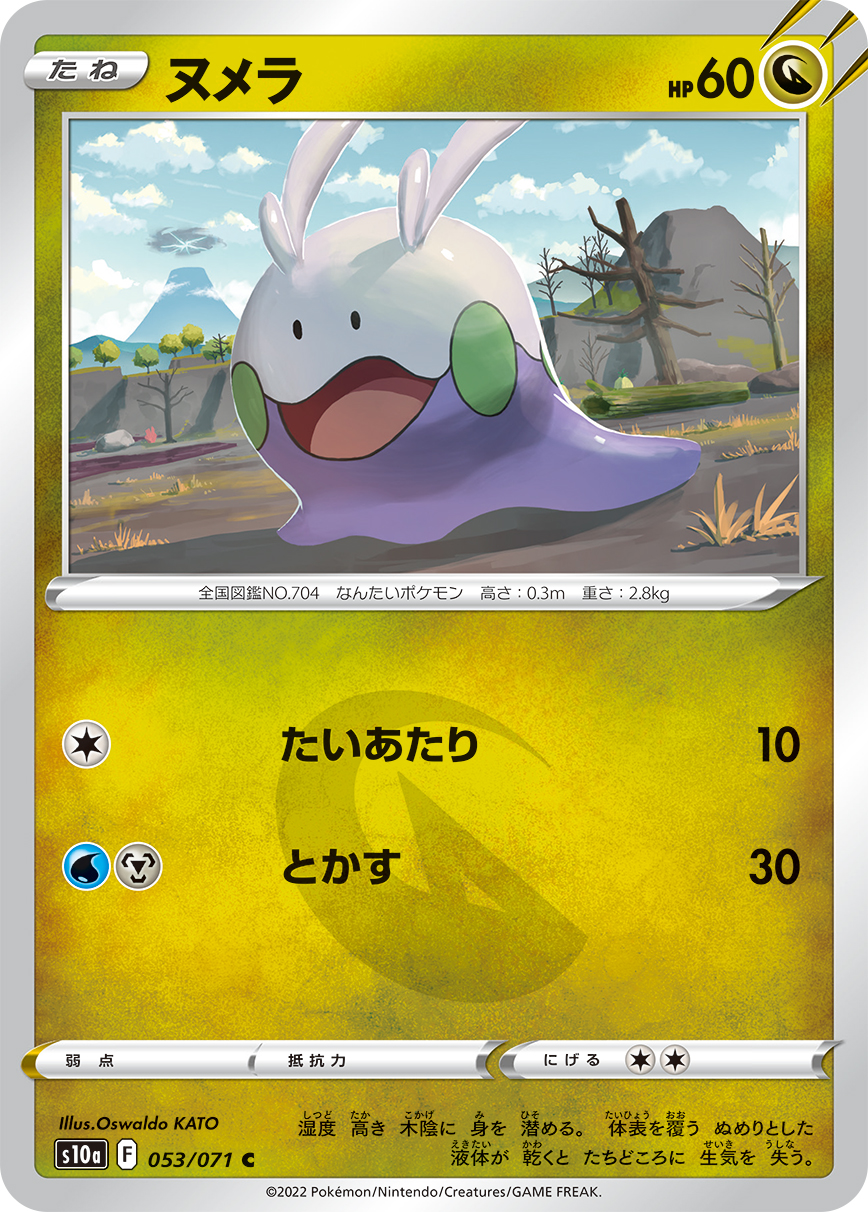 たね ヌメラ HP60
全国図鑑NO.704 なんたいポケモン 高さ:0.3m 重さ:2.8kg
たいあたり 10
とかす 30
弱点 抵抗力 にげる
Illus.Oswaldo KATO
湿度 高き 木陰に 身を 潜める。 体表を覆う ぬめりとした
液体が 乾くと たちどころに 生気を 失う。
s10a F 053/071 C
©2022 Pokémon/Nintendo/Creatures/GAME FREAK.